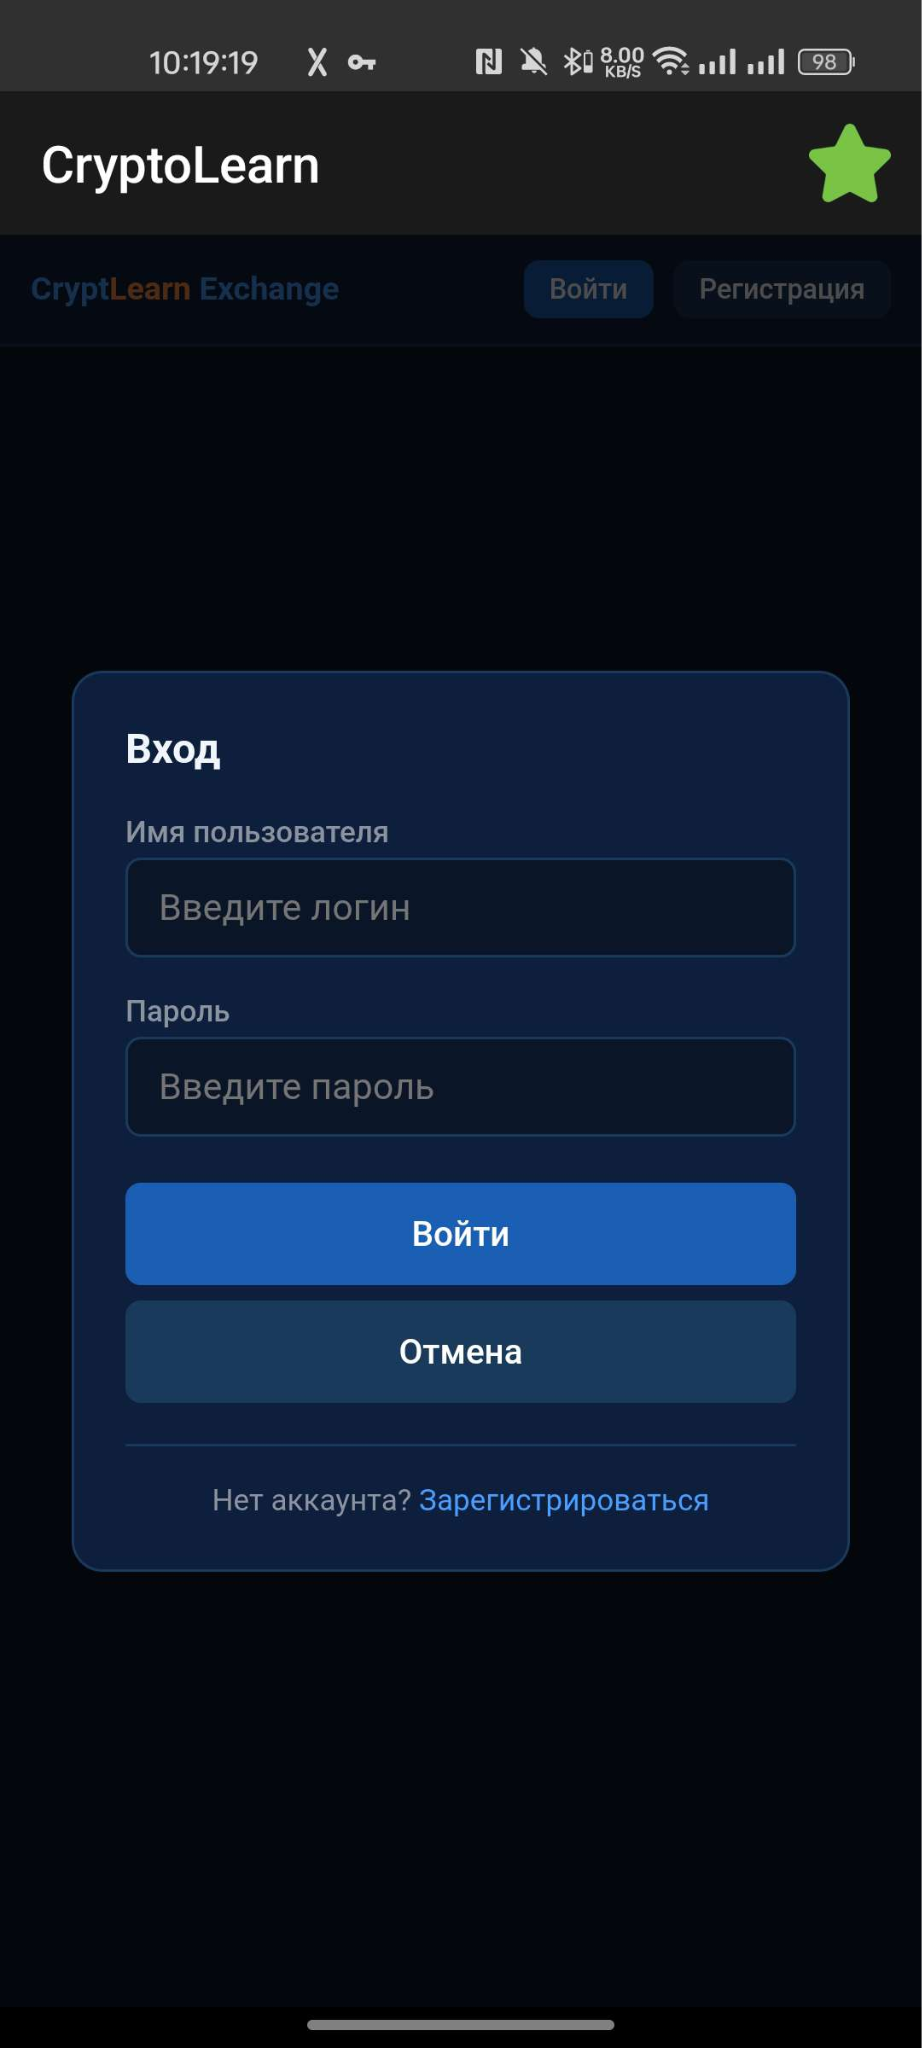 10:19:19
8.00
KB/S
98
CryptoLearn
CryptLearn Exchange
Войти
Регистрация
Вход
Имя пользователя
Введите логин
Пароль
Введите пароль
Войти
Отмена
Нет аккаунта? Зарегистрироваться